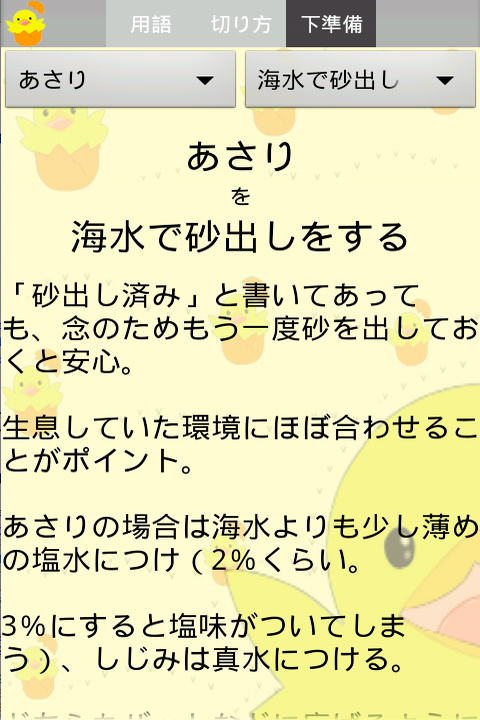 用語 切り方 下準備
あさり 海水で砂出し
あさり
を
海水で砂出しをする
「砂出し済み」と書いてあって
も、念のためもう一度砂を出してお
くと安心。
生息していた環境にほぼ合わせるこ
とがポイント。
あさりの場合は海水よりも少し薄め
の塩水につけ（2%くらい。
3%にすると塩味がついてしま
う）、しじみは真水につける。